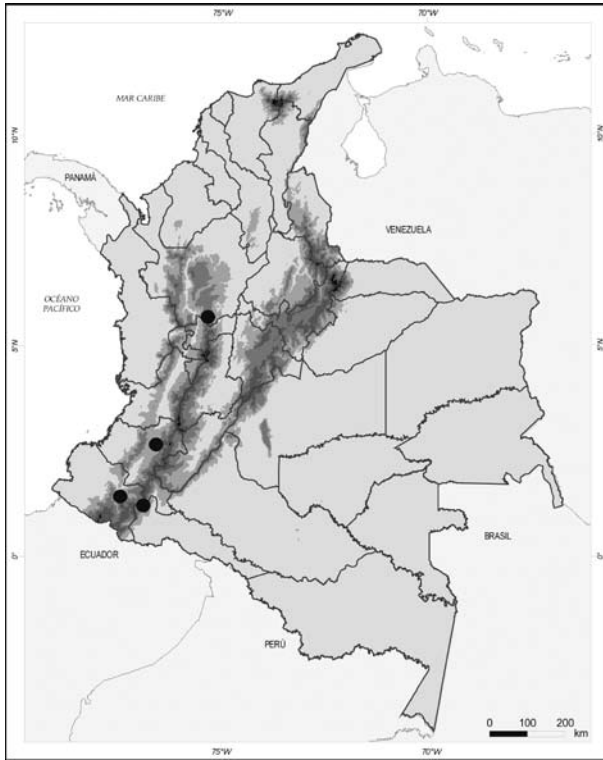 75°W
70°W
MAR CARIBE
10°N
10°N
PANAMÁ
VENEZUELA
OCÉANO
PACÍFICO
5°N
5°N
0°
0°
ECUADOR
BRASIL
PERÚ
0 100 200
km
75°W
70°W